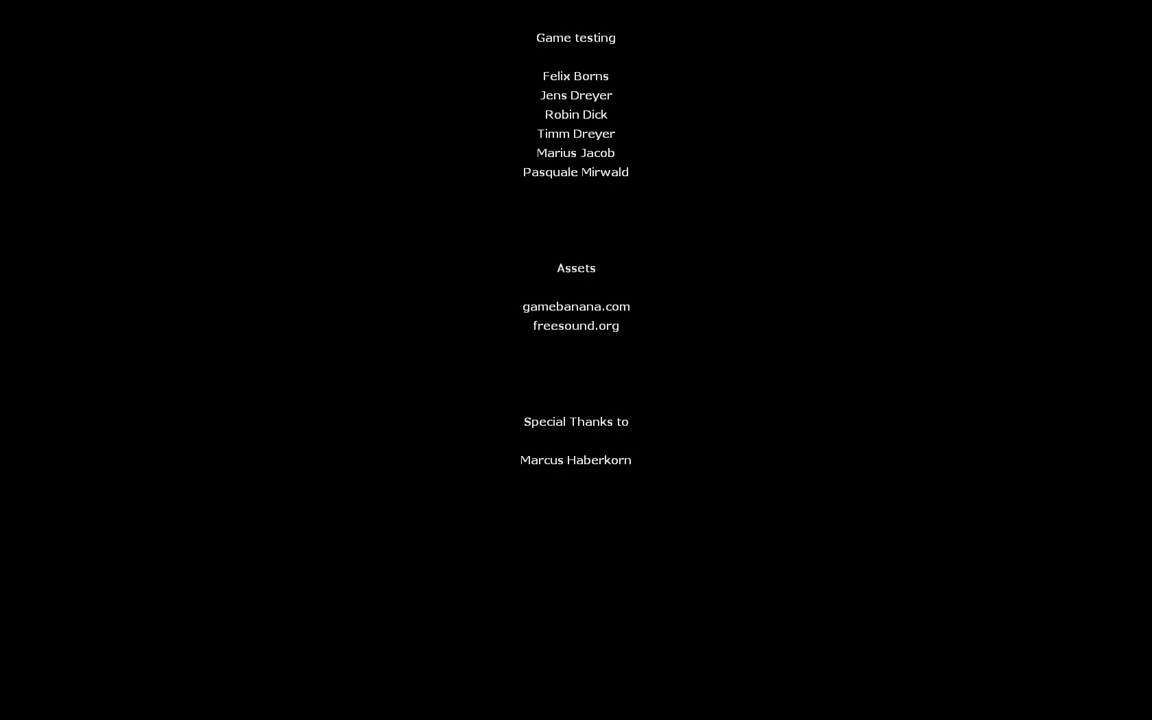 Game testing
Felix Borns
Jens Dreyer
Robin Dick
Timm Dreyer
Marius Jacob
Pasquale Mirwald
Assets
gamebanana.com
freesound.org
Special Thanks to
Marcus Haberkorn